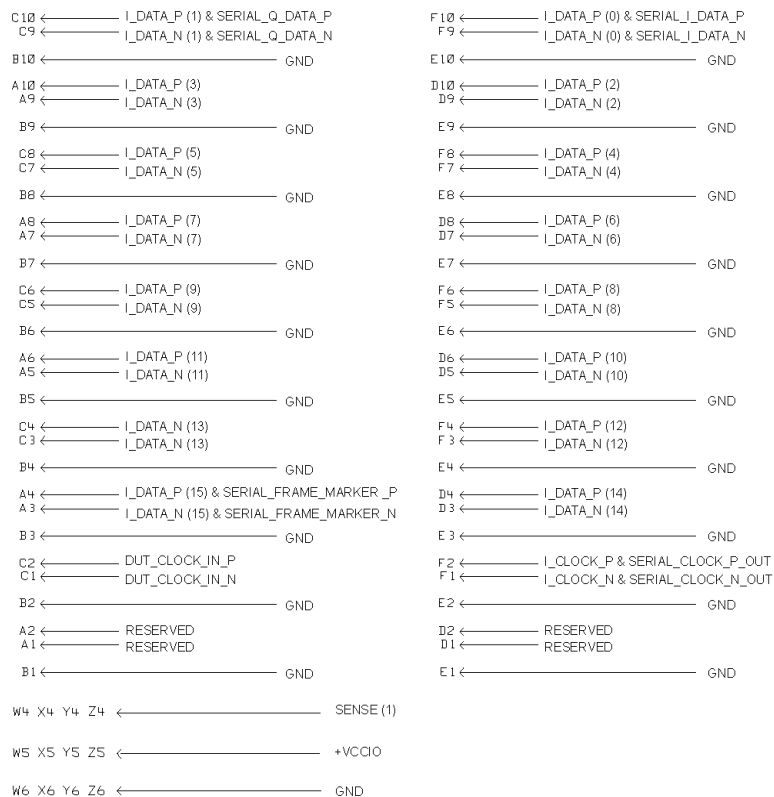 C10 I_DATA_P (1) & SERIAL_Q_DATA_P
C9 I_DATA_N (1) & SERIAL_Q_DATA_N
B10 GND
A10 I_DATA_P (3)
A9 I_DATA_N (3)
B9 GND
C8 I_DATA_P (5)
C7 I_DATA_N (5)
B8 GND
A8 I_DATA_P (7)
A7 I_DATA_N (7)
B7 GND
C6 I_DATA_P (9)
C5 I_DATA_N (9)
B6 GND
A6 I_DATA_P (11)
A5 I_DATA_N (11)
B5 GND
C4 I_DATA_N (13)
C3 I_DATA_N (13)
B4 GND
A4 I_DATA_P (15) & SERIAL_FRAME_MARKER _P
A3 I_DATA_N (15) & SERIAL_FRAME_MARKER_N
B3 GND
C2 DUT_CLOCK_IN_P
C1 DUT_CLOCK_IN_N
B2 GND
A2 RESERVED
A1 RESERVED
B1 GND
F10 I_DATA_P (0) & SERIAL_I_DATA_P
F9 I_DATA_N (0) & SERIAL_I_DATA_N
E10 GND
D10 I_DATA_P (2)
D9 I_DATA_N (2)
E9 GND
F8 I_DATA_P (4)
F7 I_DATA_N (4)
E8 GND
D8 I_DATA_P (6)
D7 I_DATA_N (6)
E7 GND
F6 I_DATA_P (8)
F5 I_DATA_N (8)
E6 GND
D6 I_DATA_P (10)
D5 I_DATA_N (10)
E5 GND
F4 I_DATA_P (12)
F3 I_DATA_N (12)
E4 GND
D4 I_DATA_P (14)
D3 I_DATA_N (14)
E3 GND
F2 I_CLOCK_P & SERIAL_CLOCK_P_OUT
F1 I_CLOCK_N & SERIAL_CLOCK_N_OUT
E2 GND
D2 RESERVED
D1 RESERVED
E1 GND
W4 X4 Y4 Z4 SENSE (1)
W5 X5 Y5 Z5 +VCCIO
W6 X6 Y6 Z6 GND